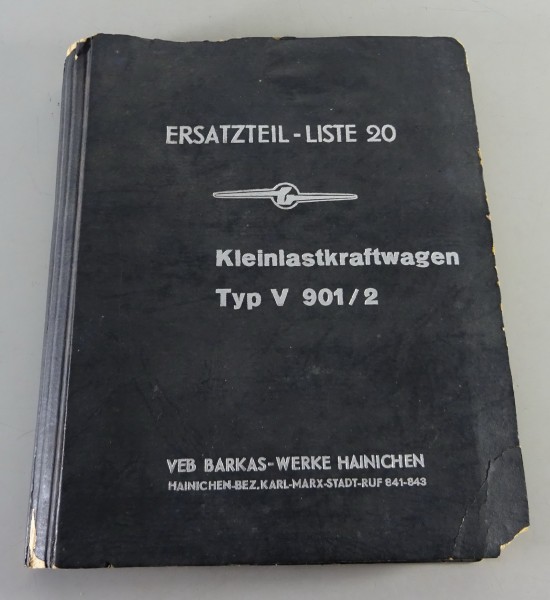 ERSATZTEIL-LISTE 20
Kleinlastkraftwagen
Typ V 901/2
VEB BARKAS-WERKE HAINICHEN
HAINICHEN-BEZ.KARL-MARX-STADT-RUF 841-843